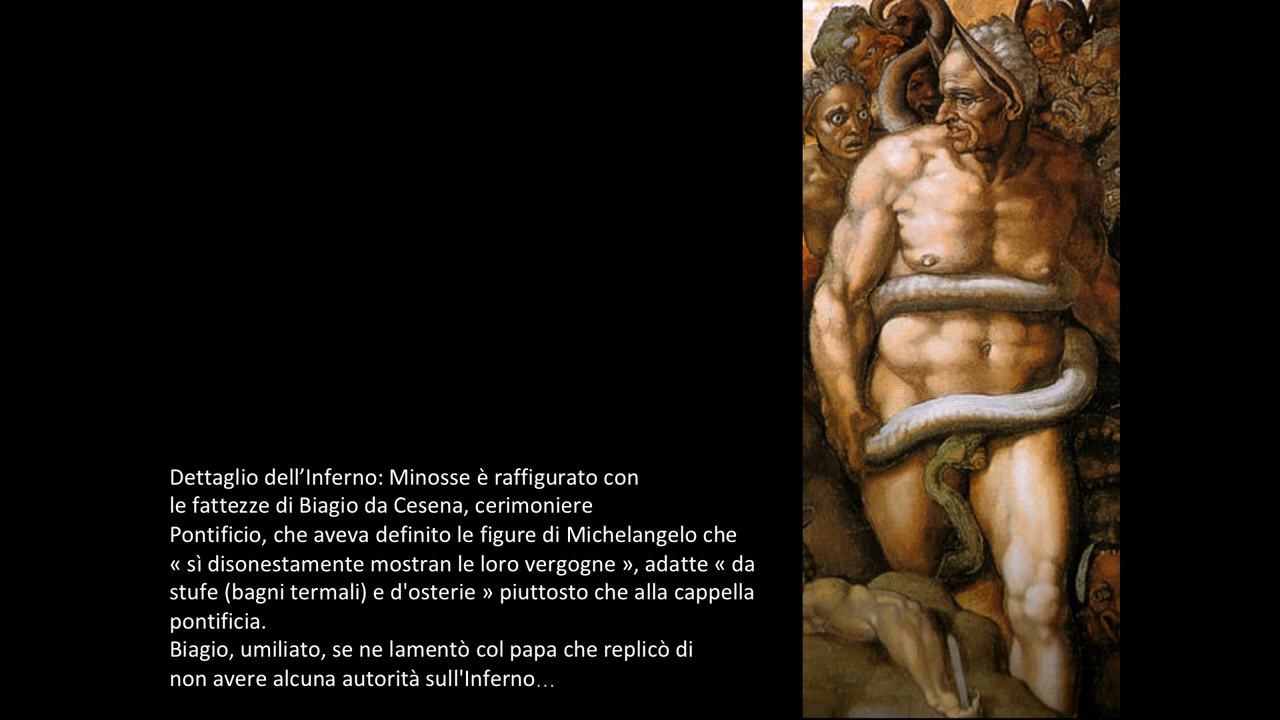 Dettaglio dell’Inferno: Minosse è raffigurato con
le fattezze di Biagio da Cesena, cerimoniere
Pontificio, che aveva definito le figure di Michelangelo che
« sì disonestamente mostran le loro vergogne », adatte « da
stufe (bagni termali) e d'osterie » piuttosto che alla cappella
pontificia.
Biagio, umiliato, se ne lamentò col papa che replicò di
non avere alcuna autorità sull'Inferno…